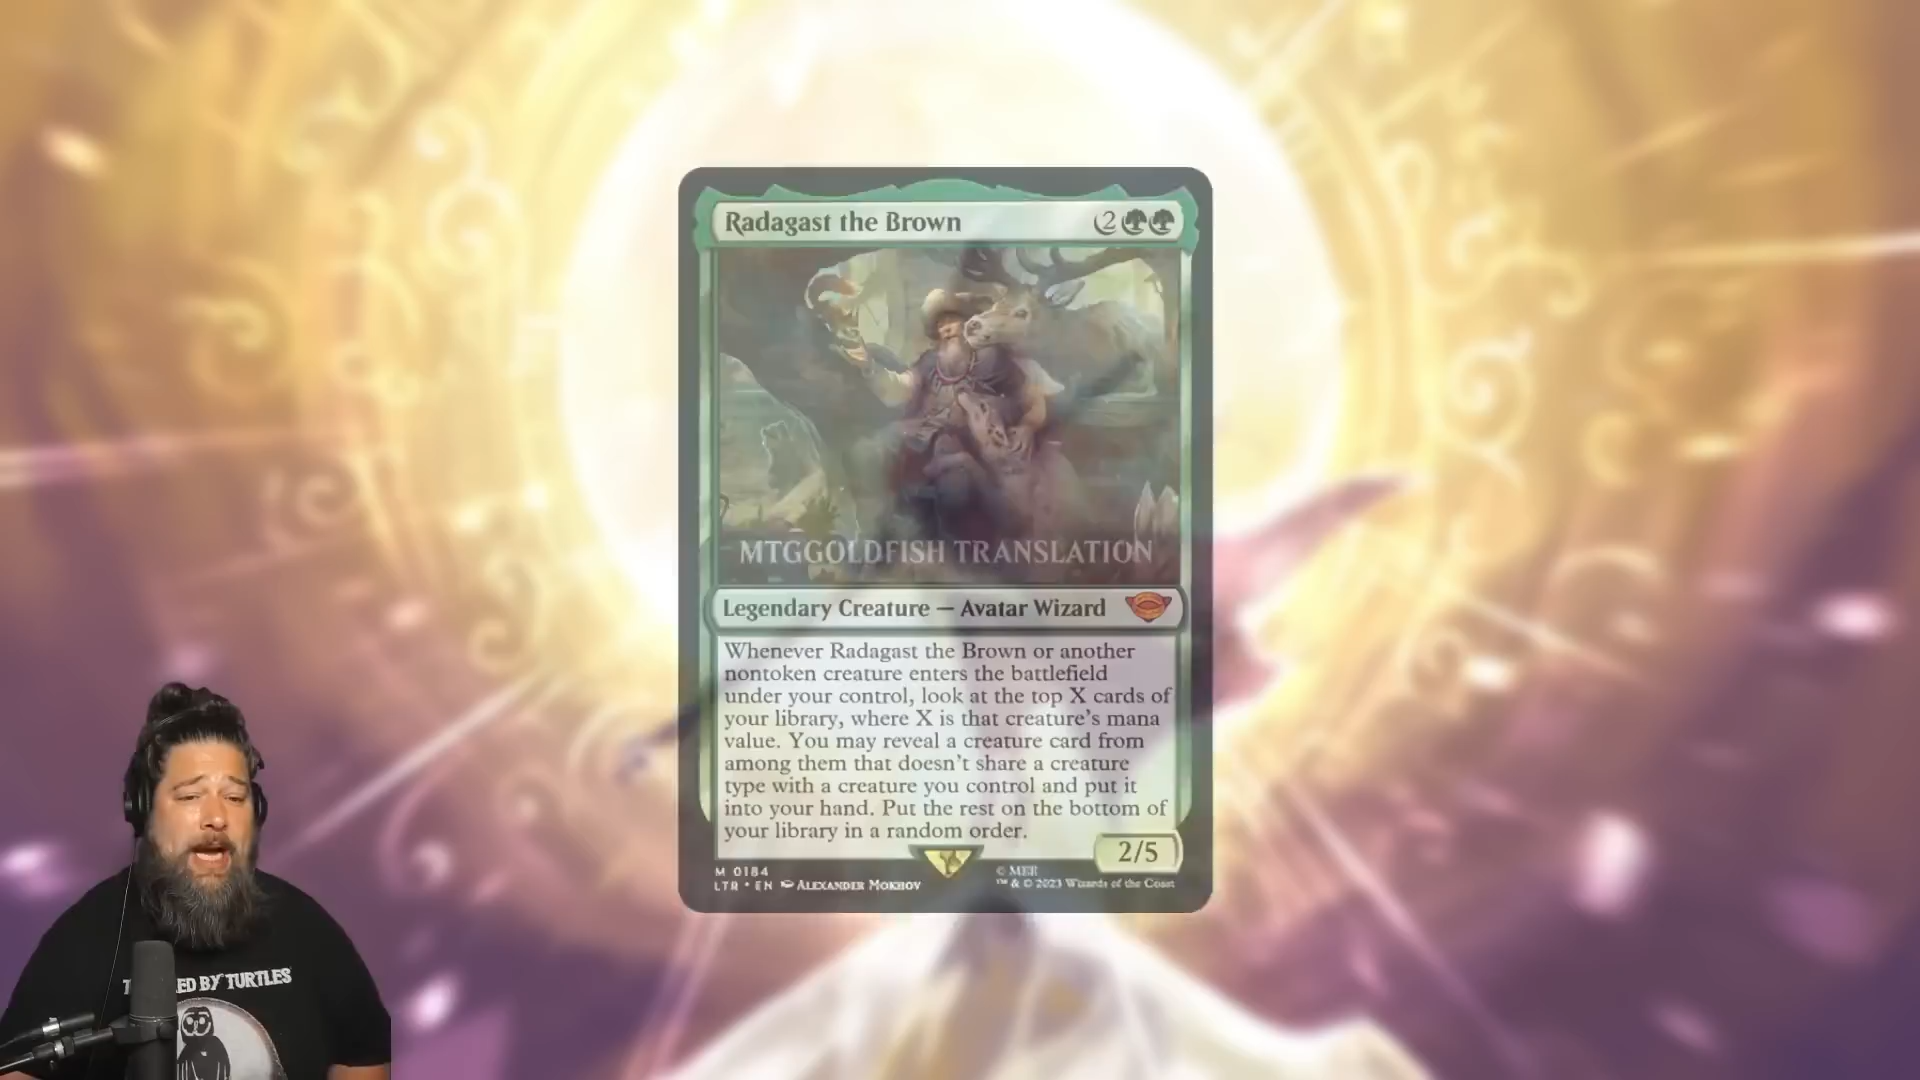 Radagast the Brown 2
MTGGOLDFISH TRANSLATION
Legendary Creature — Avatar Wizard
Whenever Radagast the Brown or another
nontoken creature enters the battlefield
under your control, look at the top X cards of
your library, where X is that creature's mana
value. You may reveal a creature card from
among them that doesn't share a creature
type with a creature you control and put it
into your hand. Put the rest on the bottom of
your library in a random order.
2/5
M 0184
LTR • EN ALEXANDER MOKHOV
© MEE
™ & © 2023 Wizards of the Coast
BY TURTLES